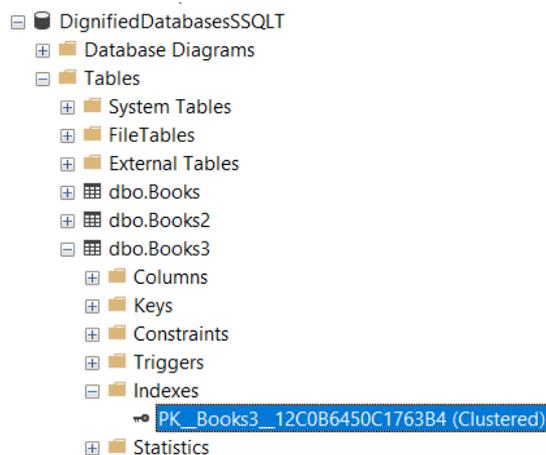 DignifiedDatabasesSSQLT
Database Diagrams
Tables
System Tables
FileTables
External Tables
dbo.Books
dbo.Books2
dbo.Books3
Columns
Keys
Constraints
Triggers
Indexes
PK__Books3__12C0B6450C1763B4 (Clustered)
Statistics